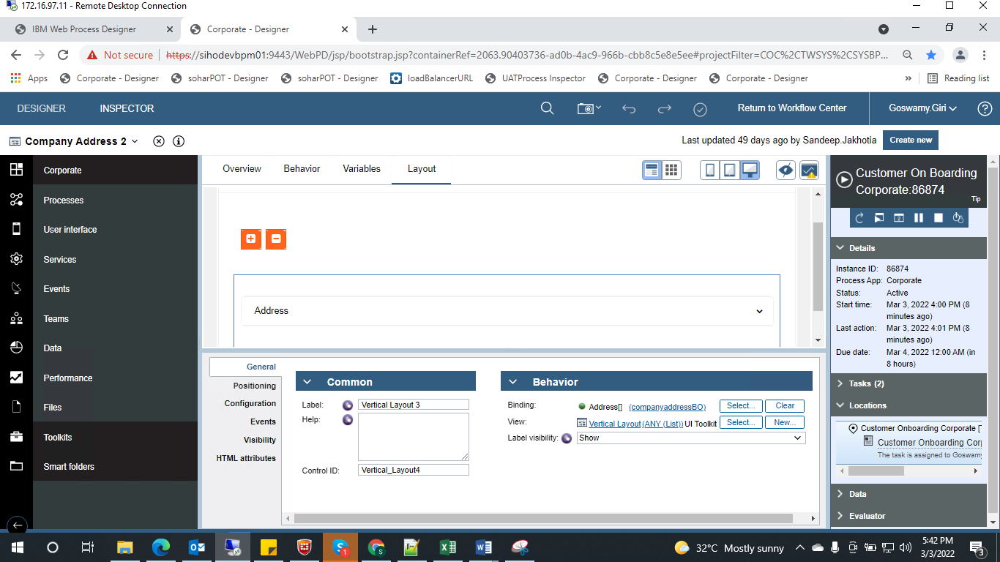 172.16.97.11 - Remote Desktop Connection
IBM Web Process Designer
Corporate - Designer
Not secure
https://sihodevbpm01:9443/WebPD/jsp/bootstrap.jsp?containerRef=2063.90403736-ad0b-4ac9-966b-cbb8c5e8e5ee#projectFilter=COC%2CTWSYS%2CSYSBP...
Apps
Corporate - Designer
soharPOT - Designer
soharPOT - Designer
loadBalancerURL
UATProcess Inspector
Corporate - Designer
Corporate - Designer
»
Reading list
DESIGNER
INSPECTOR
Return to Workflow Center
Goswamy.Giri
Company Address 2
Last updated 49 days ago by Sandeep.Jakhotia
Create new
Corporate
Processes
User interface
Services
Events
Teams
Data
Performance
Files
Toolkits
Smart folders
Overview
Behavior
Variables
Layout
Address
General
Positioning
Configuration
Events
Visibility
HTML attributes
Common
Label:
Vertical Layout 3
Help:
Control ID:
Vertical_Layout4
Behavior
Binding:
Address[] (companyaddressBO)
Select...
Clear
View:
Vertical Layout(ANY (List)) UI Toolkit
Select...
New...
Label visibility:
Show
Customer On Boarding
Corporate:86874
Tip
2
Details
Instance ID: 86874
Process App: Corporate
Status: Active
Start time: Mar 3, 2022 4:00 PM (8
minutes ago)
Last action: Mar 3, 2022 4:01 PM (8
minutes ago)
Due date: Mar 4, 2022 12:00 AM (in
8 hours)
Tasks (2)
Locations
Customer Onboarding Corporate [
Customer Onboarding Corp
The task is assigned to Goswamy
Data
Evaluator
1
32°C Mostly sunny
5:42 PM
3/3/2022
3